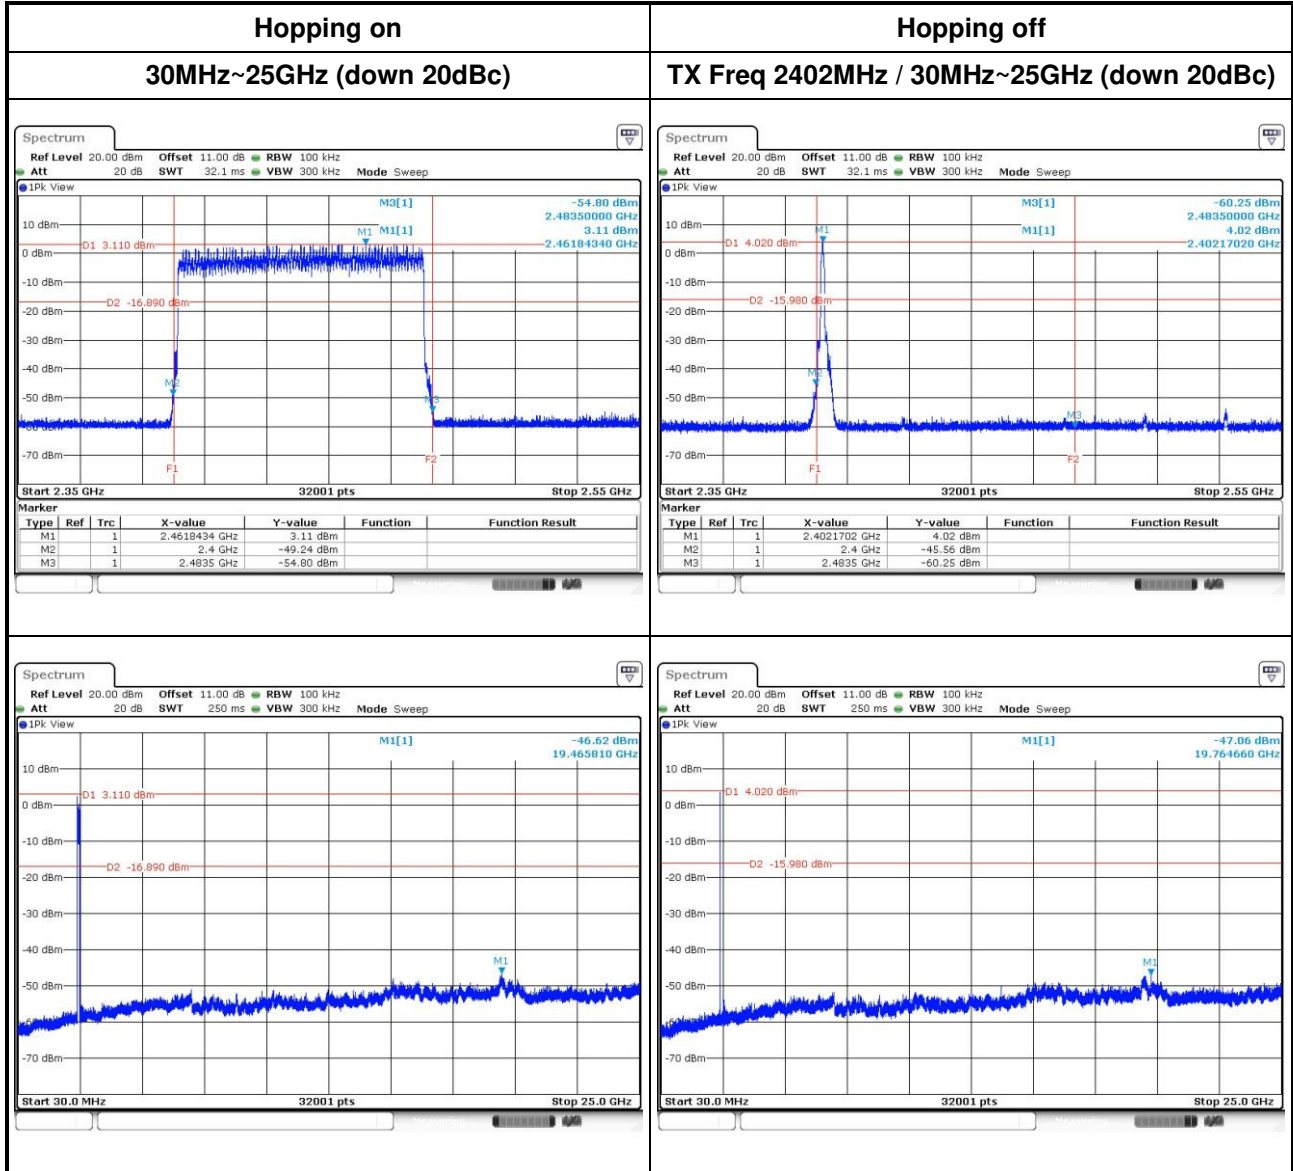 Hopping on
Hopping off
30MHz~25GHz (down 20dBc)
TX Freq 2402MHz / 30MHz~25GHz (down 20dBc)
Spectrum
Ref Level 20.00 dBm Offset 11.00 dB RBW 100 kHz
Att 20 dB SWT 32.1 ms VBW 300 kHz Mode Sweep
1Pk View
M3[1] -54.80 dBm
2.48350000 GHz
M1[1] 3.11 dBm
2.46184340 GHz
M1
D1 3.110 dBm
10 dBm
0 dBm
-10 dBm
D2 -16.890 dBm
-20 dBm
-30 dBm
-40 dBm
M2
-50 dBm
M3
-70 dBm
F1
F2
Start 2.35 GHz 32001 pts Stop 2.55 GHz
Marker
Type Ref Trc X-value Y-value Function Function Result
M1 1 2.4618434 GHz 3.11 dBm
M2 1 2.4 GHz -49.24 dBm
M3 1 2.4835 GHz -54.80 dBm
Spectrum
Ref Level 20.00 dBm Offset 11.00 dB RBW 100 kHz
Att 20 dB SWT 32.1 ms VBW 300 kHz Mode Sweep
1Pk View
M3[1] -60.25 dBm
2.48350000 GHz
M1[1] 4.02 dBm
2.40217020 GHz
M1
D1 4.020 dBm
10 dBm
0 dBm
-10 dBm
D2 -15.980 dBm
-20 dBm
-30 dBm
-40 dBm
M2
-50 dBm
M3
-60 dBm
-70 dBm
F1
F2
Start 2.35 GHz 32001 pts Stop 2.55 GHz
Marker
Type Ref Trc X-value Y-value Function Function Result
M1 1 2.4021702 GHz 4.02 dBm
M2 1 2.4 GHz -45.56 dBm
M3 1 2.4835 GHz -60.25 dBm
Spectrum
Ref Level 20.00 dBm Offset 11.00 dB RBW 100 kHz
Att 20 dB SWT 250 ms VBW 300 kHz Mode Sweep
1Pk View
M1[1] -46.62 dBm
19.465810 GHz
10 dBm
D1 3.110 dBm
0 dBm
-10 dBm
D2 -16.890 dBm
-20 dBm
-30 dBm
-40 dBm
M1
-50 dBm
-70 dBm
Start 30.0 MHz 32001 pts Stop 25.0 GHz
Spectrum
Ref Level 20.00 dBm Offset 11.00 dB RBW 100 kHz
Att 20 dB SWT 250 ms VBW 300 kHz Mode Sweep
1Pk View
M1[1] -47.06 dBm
19.764660 GHz
10 dBm
D1 4.020 dBm
0 dBm
-10 dBm
D2 -15.980 dBm
-20 dBm
-30 dBm
-40 dBm
M1
-50 dBm
-70 dBm
Start 30.0 MHz 32001 pts Stop 25.0 GHz